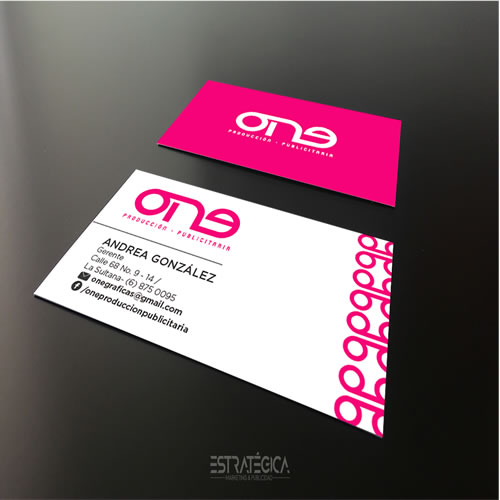 one
PRODUCCIÓN - PUBLICITARIA
one
PRODUCCIÓN - PUBLICITARIA
ANDREA GONZÁLEZ
Gerente
Calle 68 No. 9 - 14 /
La Sultana- (6) 875 0095
onegraficas@gmail.com
/oneproduccionpublicitaria
ESTRATÉGICA
MARKETING & PUBLICIDAD